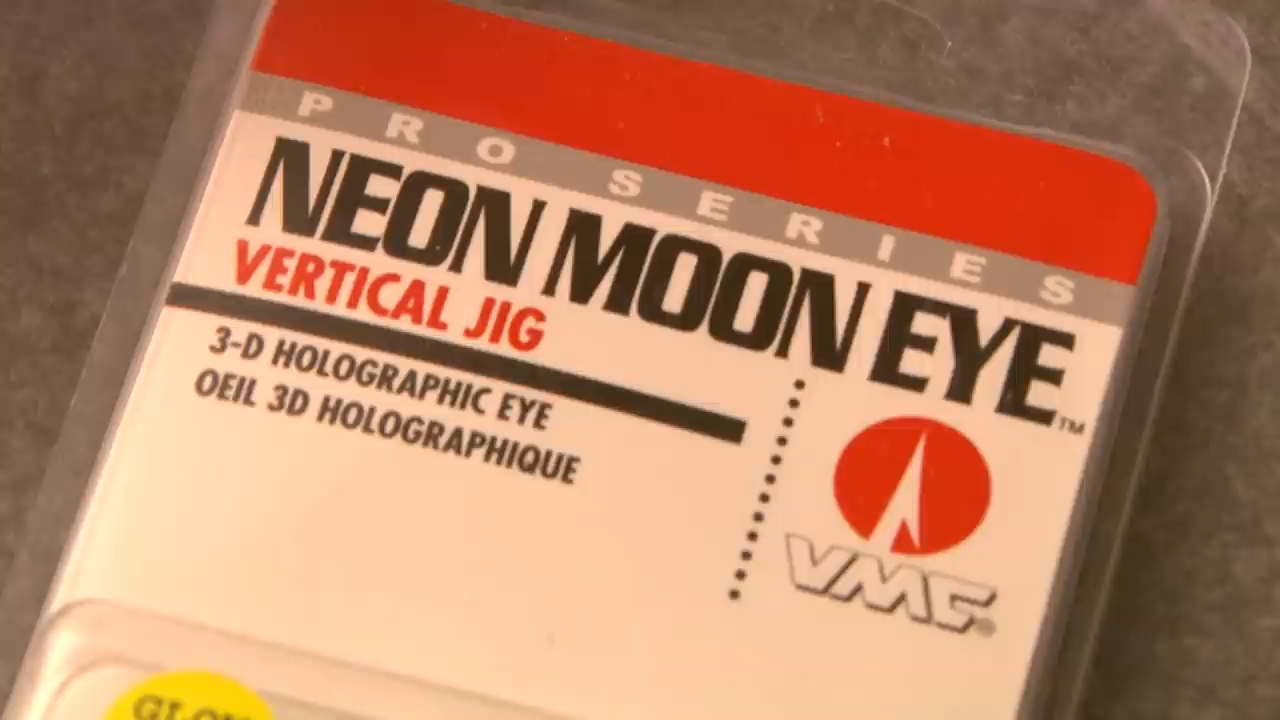 PRO SERIES
NEON MOON EYE™
VERTICAL JIG
3-D HOLOGRAPHIC EYE
OEIL 3D HOLOGRAPHIQUE
VMC®